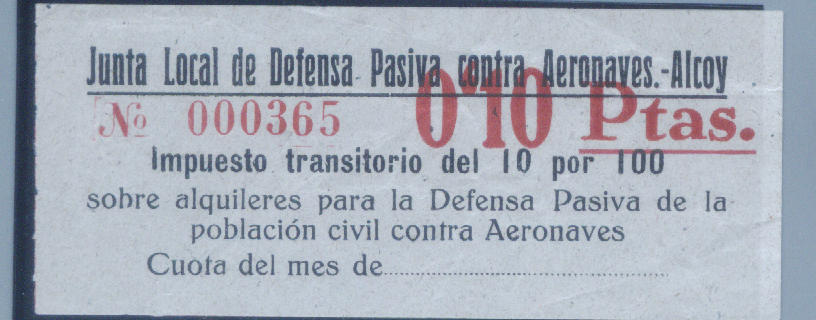 Junta Local de Defensa Pasiva contra Aeronaves.-Alcoy
Nº 000365 0'10 Ptas.
Impuesto transitorio del 10 por 100
sobre alquileres para la Defensa Pasiva de la
población civil contra Aeronaves
Cuota del mes de....................